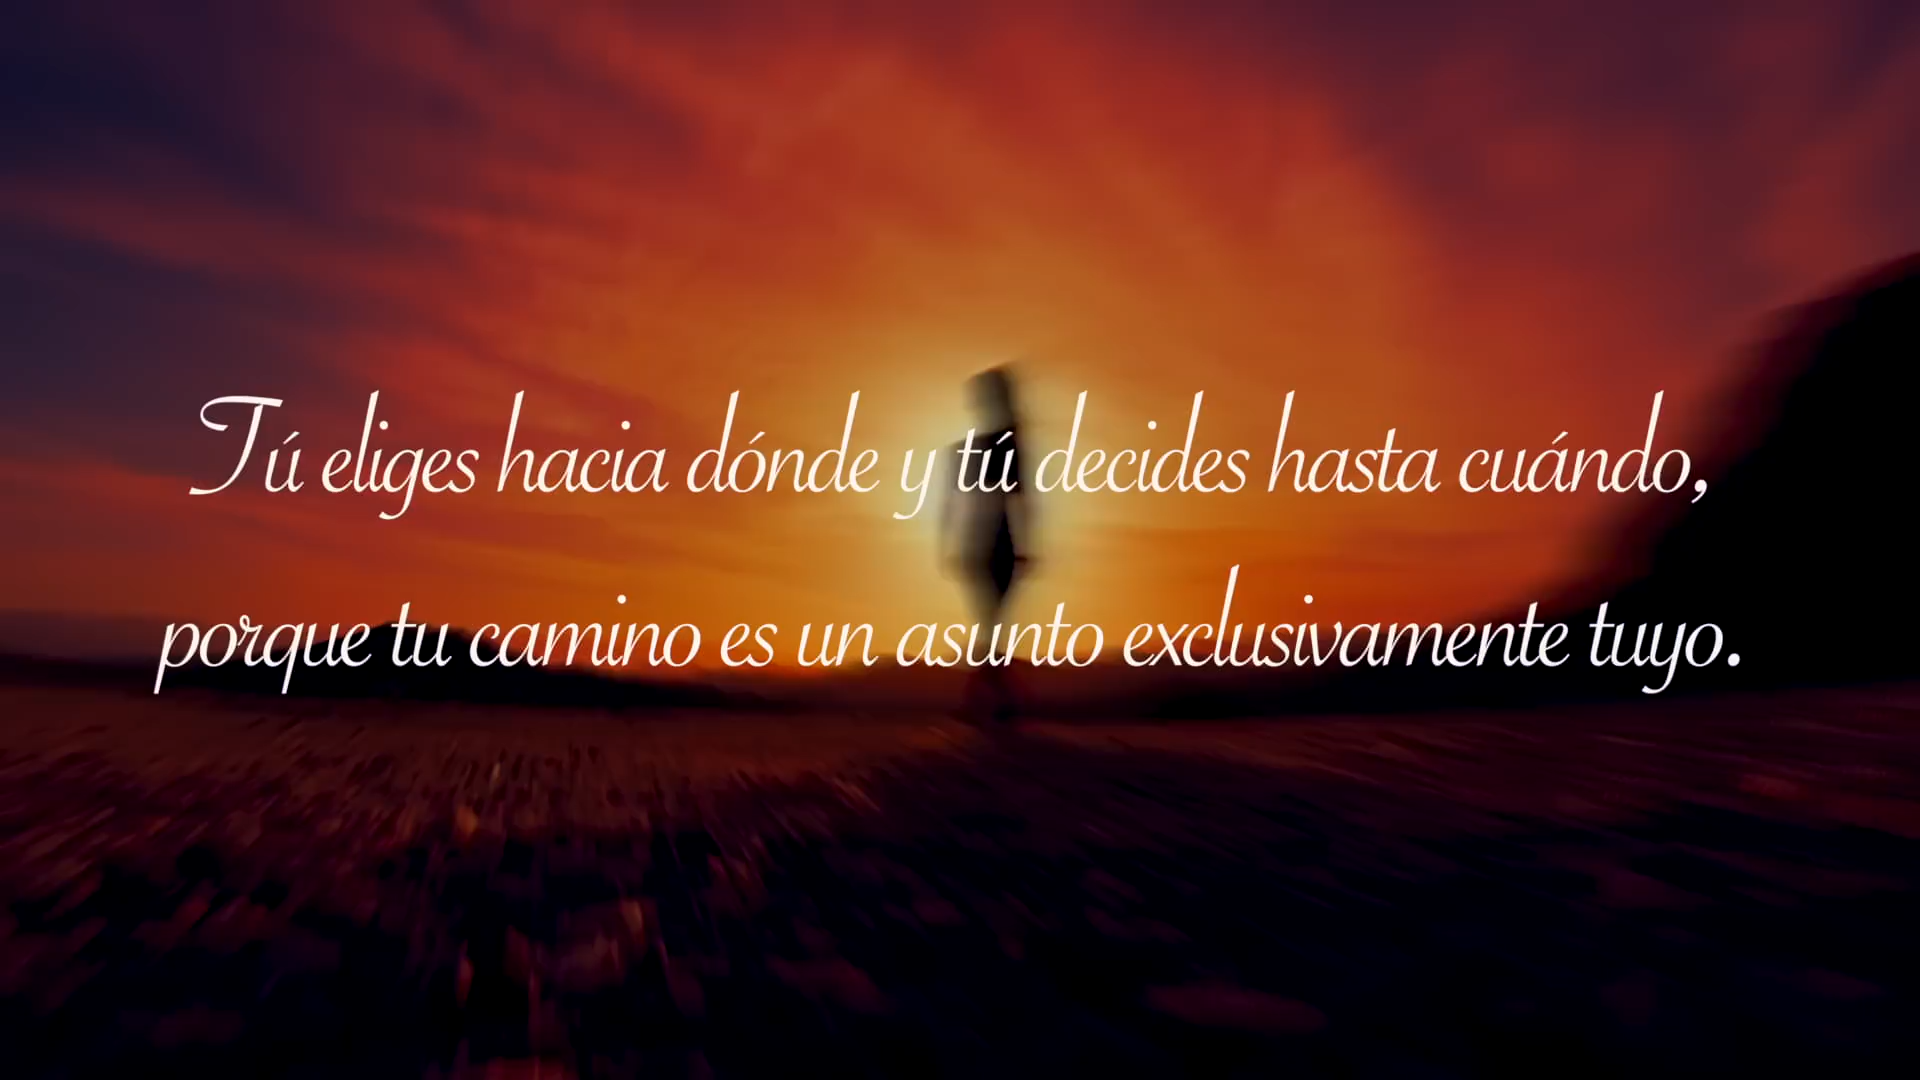 Tú eliges hacia dónde y tú decides hasta cuándo,
porque tu camino es un asunto exclusivamente tuyo.